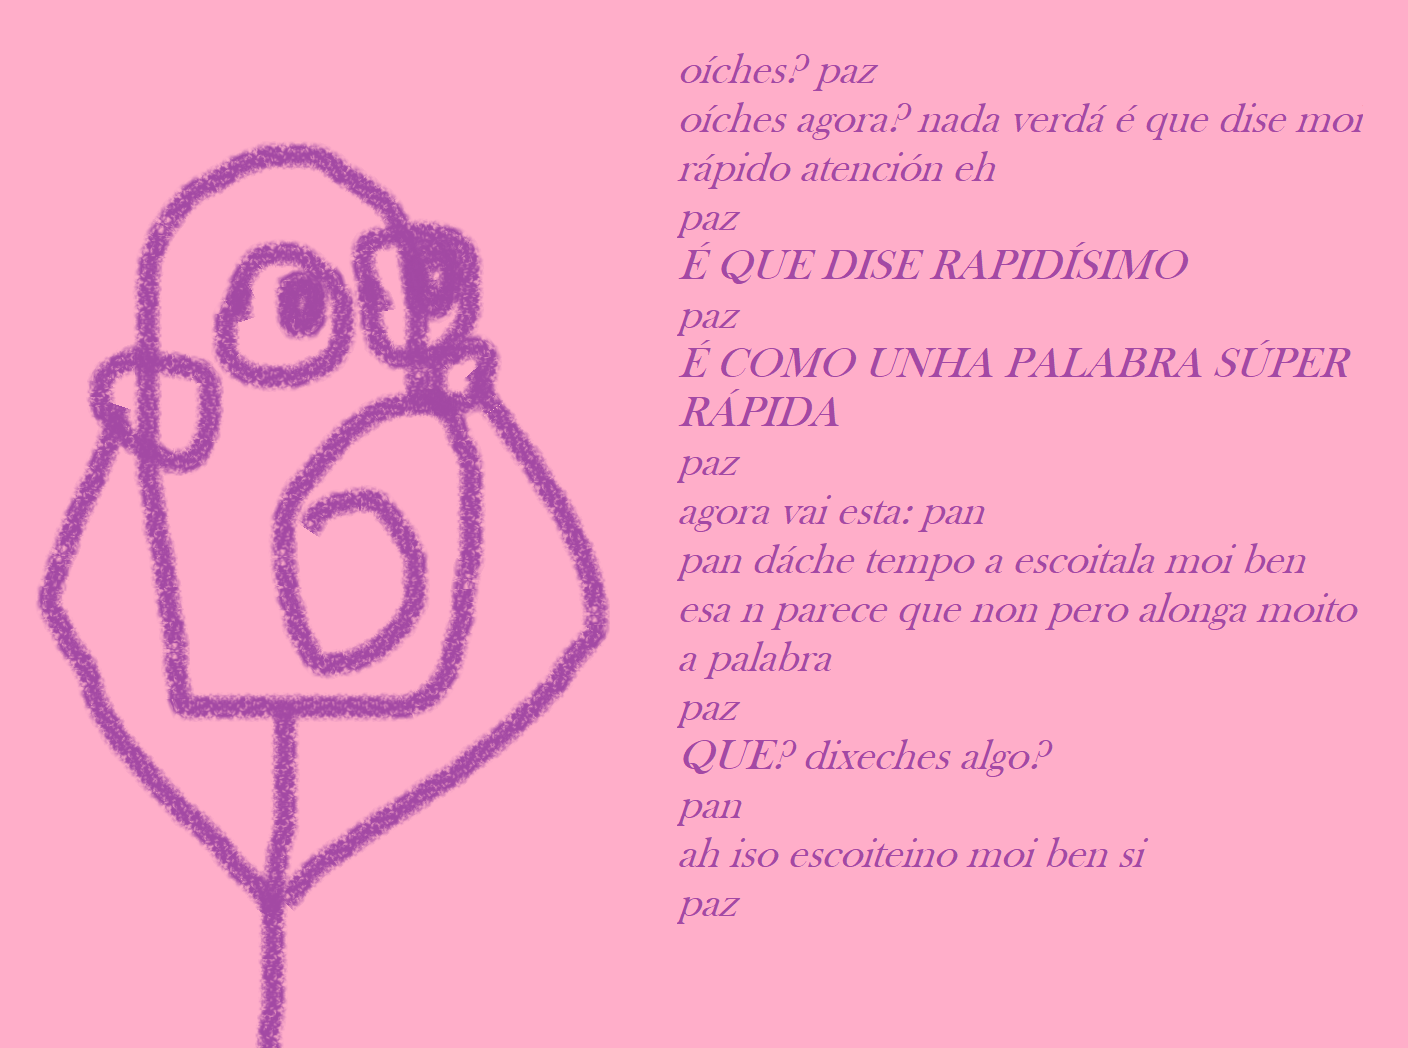 oíches? paz
oíches agora? nada verdá é que dise moi
rápido atención eh
paz
É QUE DISE RAPIDÍSIMO
paz
É COMO UNHA PALABRA SÚPER
RÁPIDA
paz
agora vai esta: pan
pan dáche tempo a escoitala moi ben
esa n parece que non pero alonga moito
a palabra
paz
QUE? dixeches algo?
pan
ah iso escoiteino moi ben si
paz